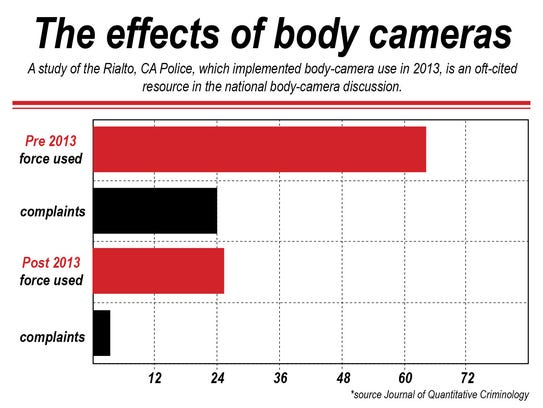 The effects of body cameras
A study of the Rialto, CA Police, which implemented body-camera use in 2013, is an oft-cited
resource in the national body-camera discussion.
Pre 2013
force used
complaints
Post 2013
force used
complaints
12 24 36 48 60 72
*source Journal of Quantitative Criminology